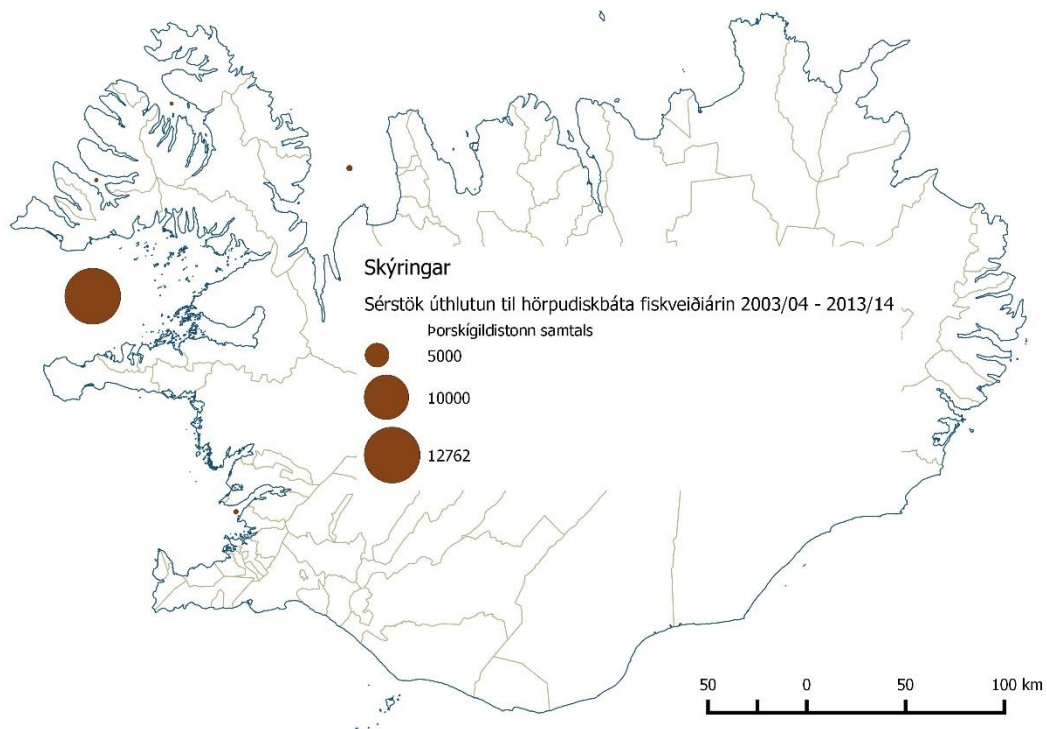 Skýringar
Sérstök úthlutun til hörpudiskbáta fiskveiðiárin 2003/04 - 2013/14
Þorskígildistonn samtals
5000
10000
12762
50 0 50 100 km